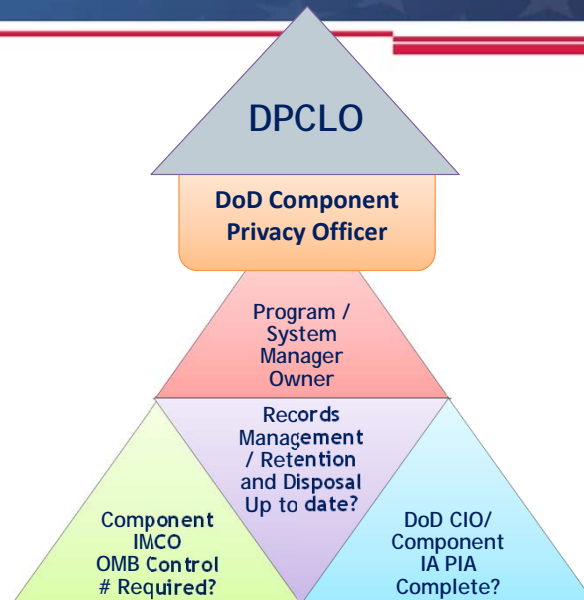 DPCLO
DoD Component
Privacy Officer
Program /
System
Manager
Owner
Records
Management
/ Retention
and Disposal
Up to date?
Component
IMCO
OMB Control
# Required?
DoD CIO/
Component
IA PIA
Complete?